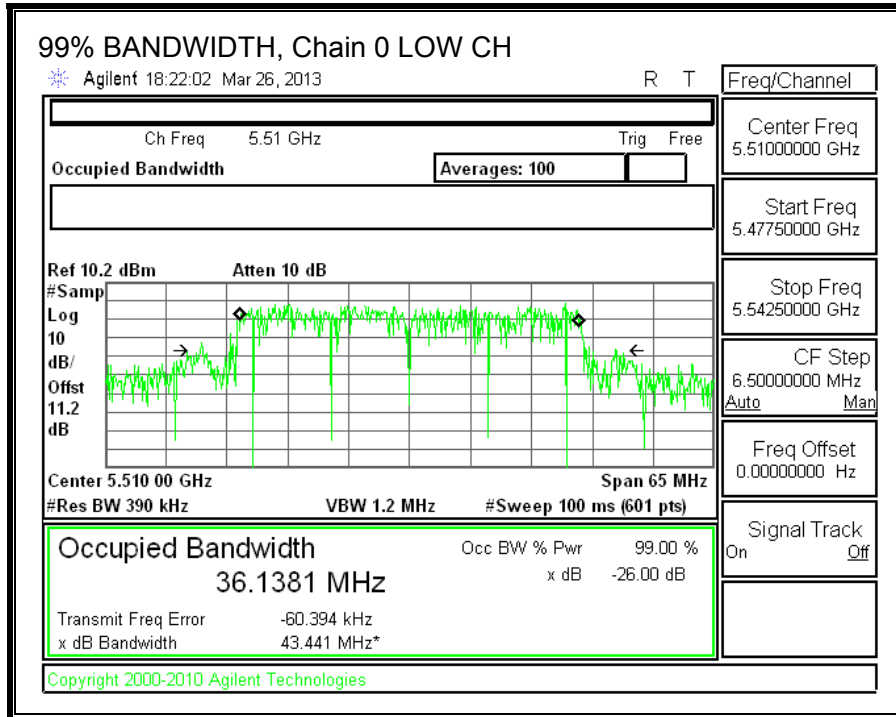 99% BANDWIDTH, Chain 0 LOW CH
Agilent 18:22:02 Mar 26, 2013 R T
Freq/Channel
Ch Freq 5.51 GHz Trig Free
Occupied Bandwidth Averages: 100
Center Freq
5.51000000 GHz
Start Freq
5.47750000 GHz
Stop Freq
5.54250000 GHz
CF Step
6.50000000 MHz
Auto Man
Freq Offset
0.00000000 Hz
Signal Track
On Off
Ref 10.2 dBm Atten 10 dB
#Samp
Log
10
dB/
Offst
11.2
dB
Center 5.510 00 GHz Span 65 MHz
#Res BW 390 kHz VBW 1.2 MHz #Sweep 100 ms (601 pts)
Occupied Bandwidth Occ BW % Pwr 99.00 %
36.1381 MHz x dB -26.00 dB
Transmit Freq Error -60.394 kHz
x dB Bandwidth 43.441 MHz*
Copyright 2000-2010 Agilent Technologies